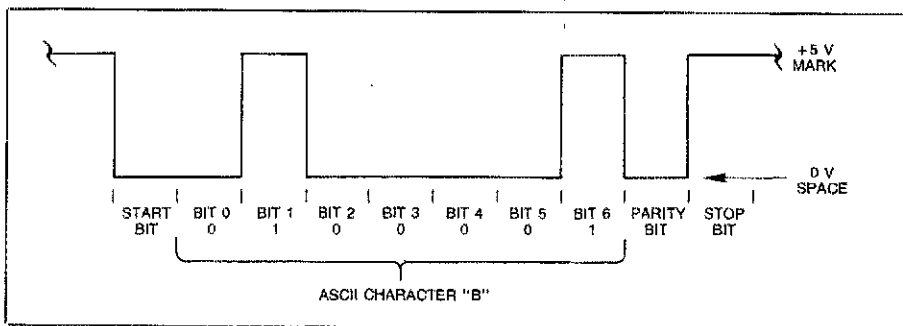 +5 V
MARK
0 V
SPACE
START BIT 0 BIT 1 BIT 2 BIT 3 BIT 4 BIT 5 BIT 6 PARITY STOP
BIT 0 1 0 0 0 0 1 BIT BIT
ASCII CHARACTER "B"